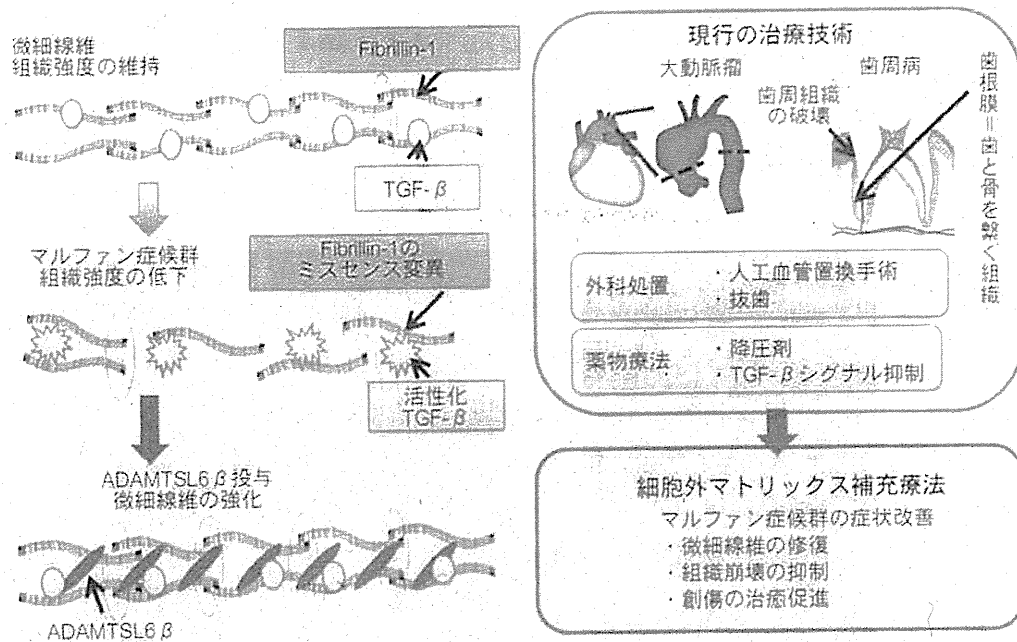 微細線維
組織強度の維持
Fibrillin-1
TGF-β
マルファン症候群
組織強度の低下
Fibrillin-1の
ミスセンス変異
活性化
TGF-β
ADAMTSL6β投与
微細線維の強化
ADAMTSL6β
現行の治療技術
大動脈瘤
歯周病
歯周組織
の破壊
歯根膜=歯と骨を繋ぐ組織
外科処置
・人工血管置換手術
・抜歯
薬物療法
・降圧剤
・TGF-βシグナル抑制
細胞外マトリックス補充療法
マルファン症候群の症状改善
・微細線維の修復
・組織崩壊の抑制
・創傷の治癒促進